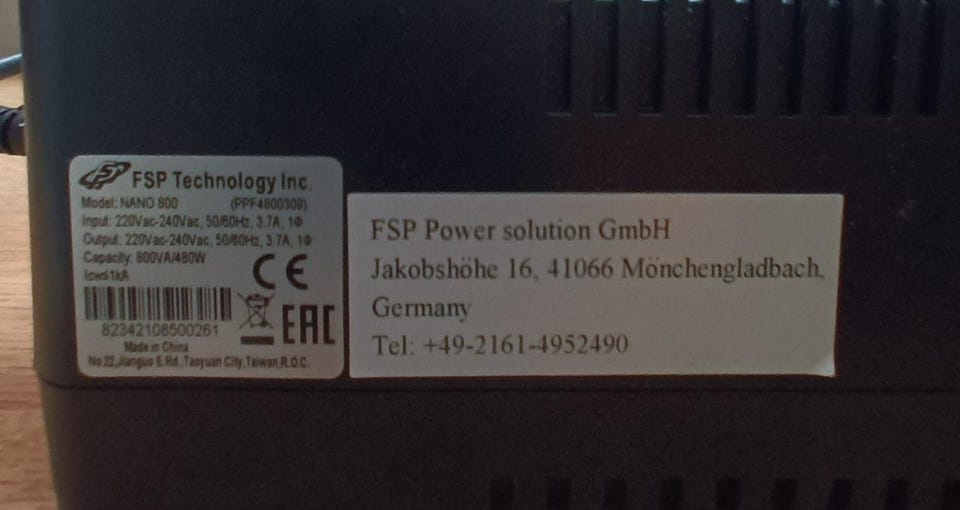 FSP Technology Inc.
Model: NANO 800 (PPF4800309)
Input: 220Vac-240Vac, 50/60Hz, 3.7A, 1Φ
Output: 220Vac-240Vac, 50/60Hz, 3.7A, 1Φ
Capacity: 800VA/480W
Icw≤1kA
CE
EAC
82342108500261
Made in China
No.22,Jianguo E.Rd.,Taoyuan City,Taiwan,R.O.C.
FSP Power solution GmbH
Jakobshöhe 16, 41066 Mönchengladbach,
Germany
Tel: +49-2161-4952490